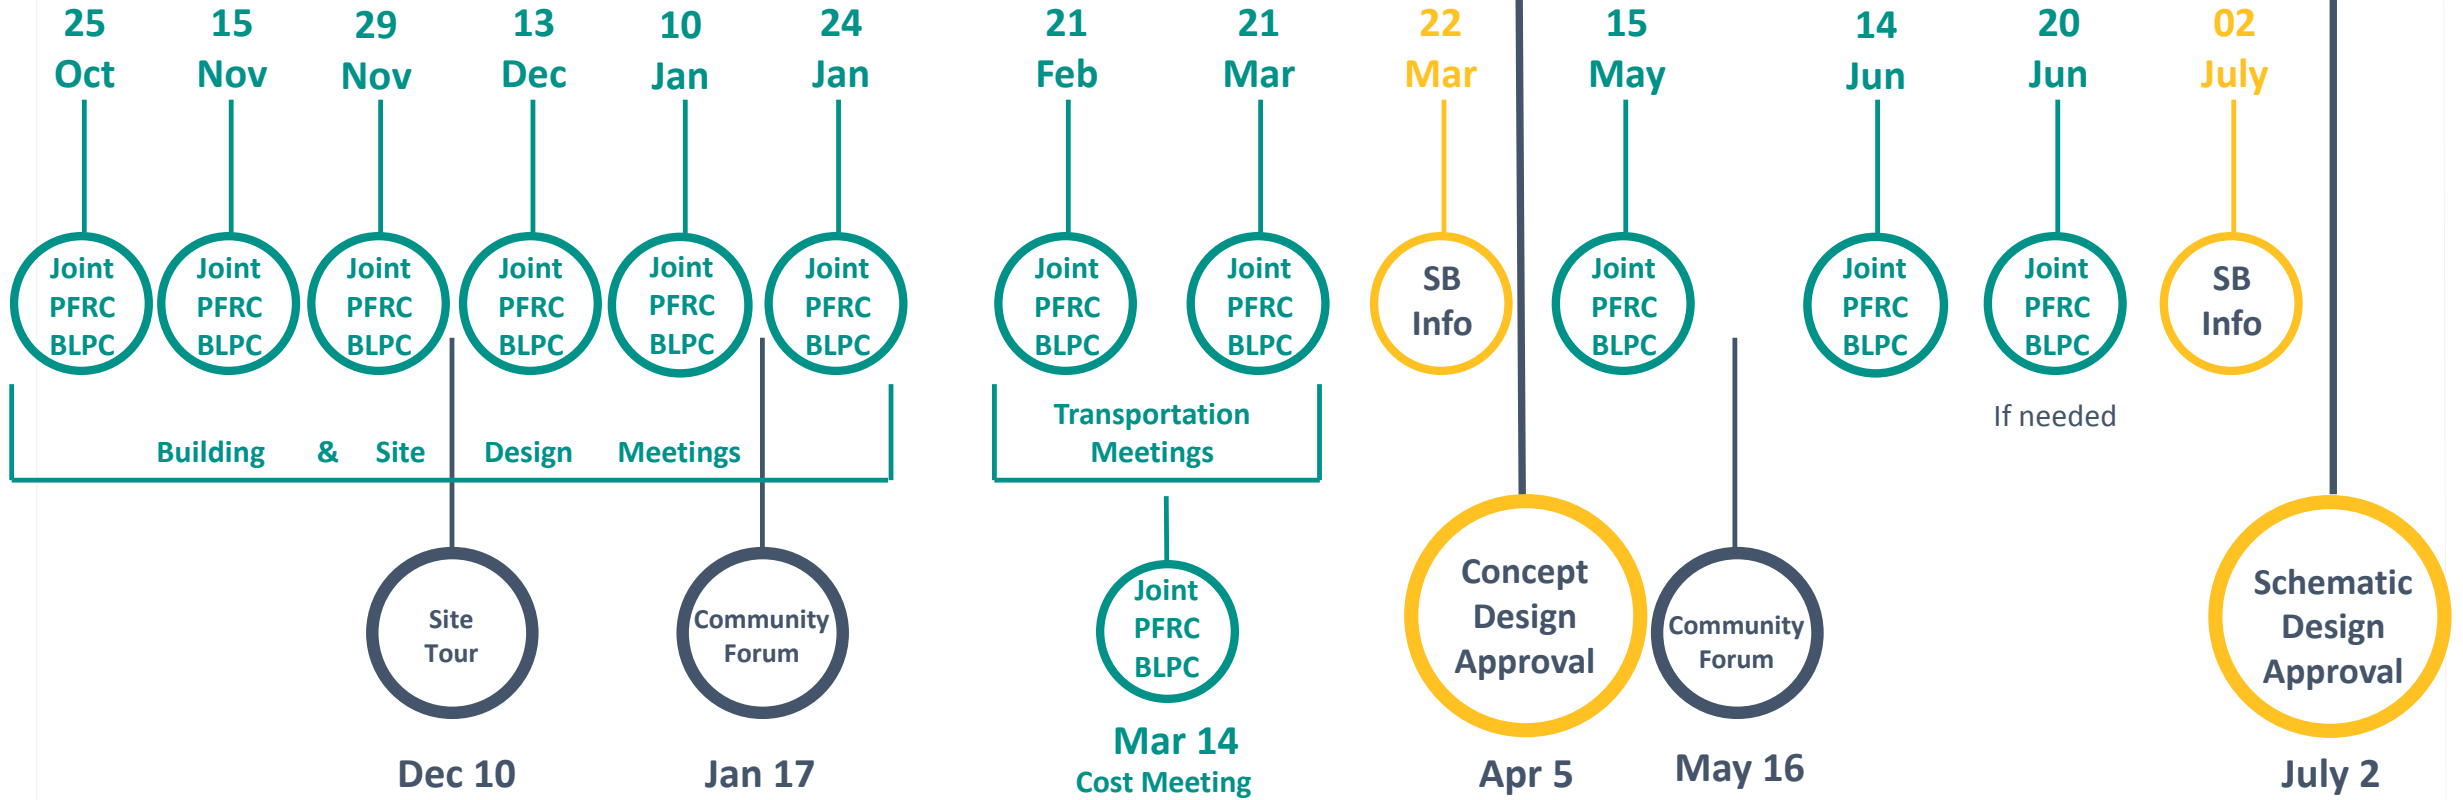 25 Oct
15 Nov
29 Nov
13 Dec
10 Jan
24 Jan
21 Feb
21 Mar
22 Mar
15 May
14 Jun
20 Jun
02 July
Joint
PFRC
BLPC
Joint
PFRC
BLPC
Joint
PFRC
BLPC
Joint
PFRC
BLPC
Joint
PFRC
BLPC
Joint
PFRC
BLPC
Joint
PFRC
BLPC
Joint
PFRC
BLPC
SB
Info
Joint
PFRC
BLPC
Joint
PFRC
BLPC
Joint
PFRC
BLPC
SB
Info
Building & Site Design Meetings
Transportation
Meetings
If needed
Site
Tour
Dec 10
Community
Forum
Jan 17
Joint
PFRC
BLPC
Mar 14
Cost Meeting
Concept
Design
Approval
Apr 5
Community
Forum
May 16
Schematic
Design
Approval
July 2